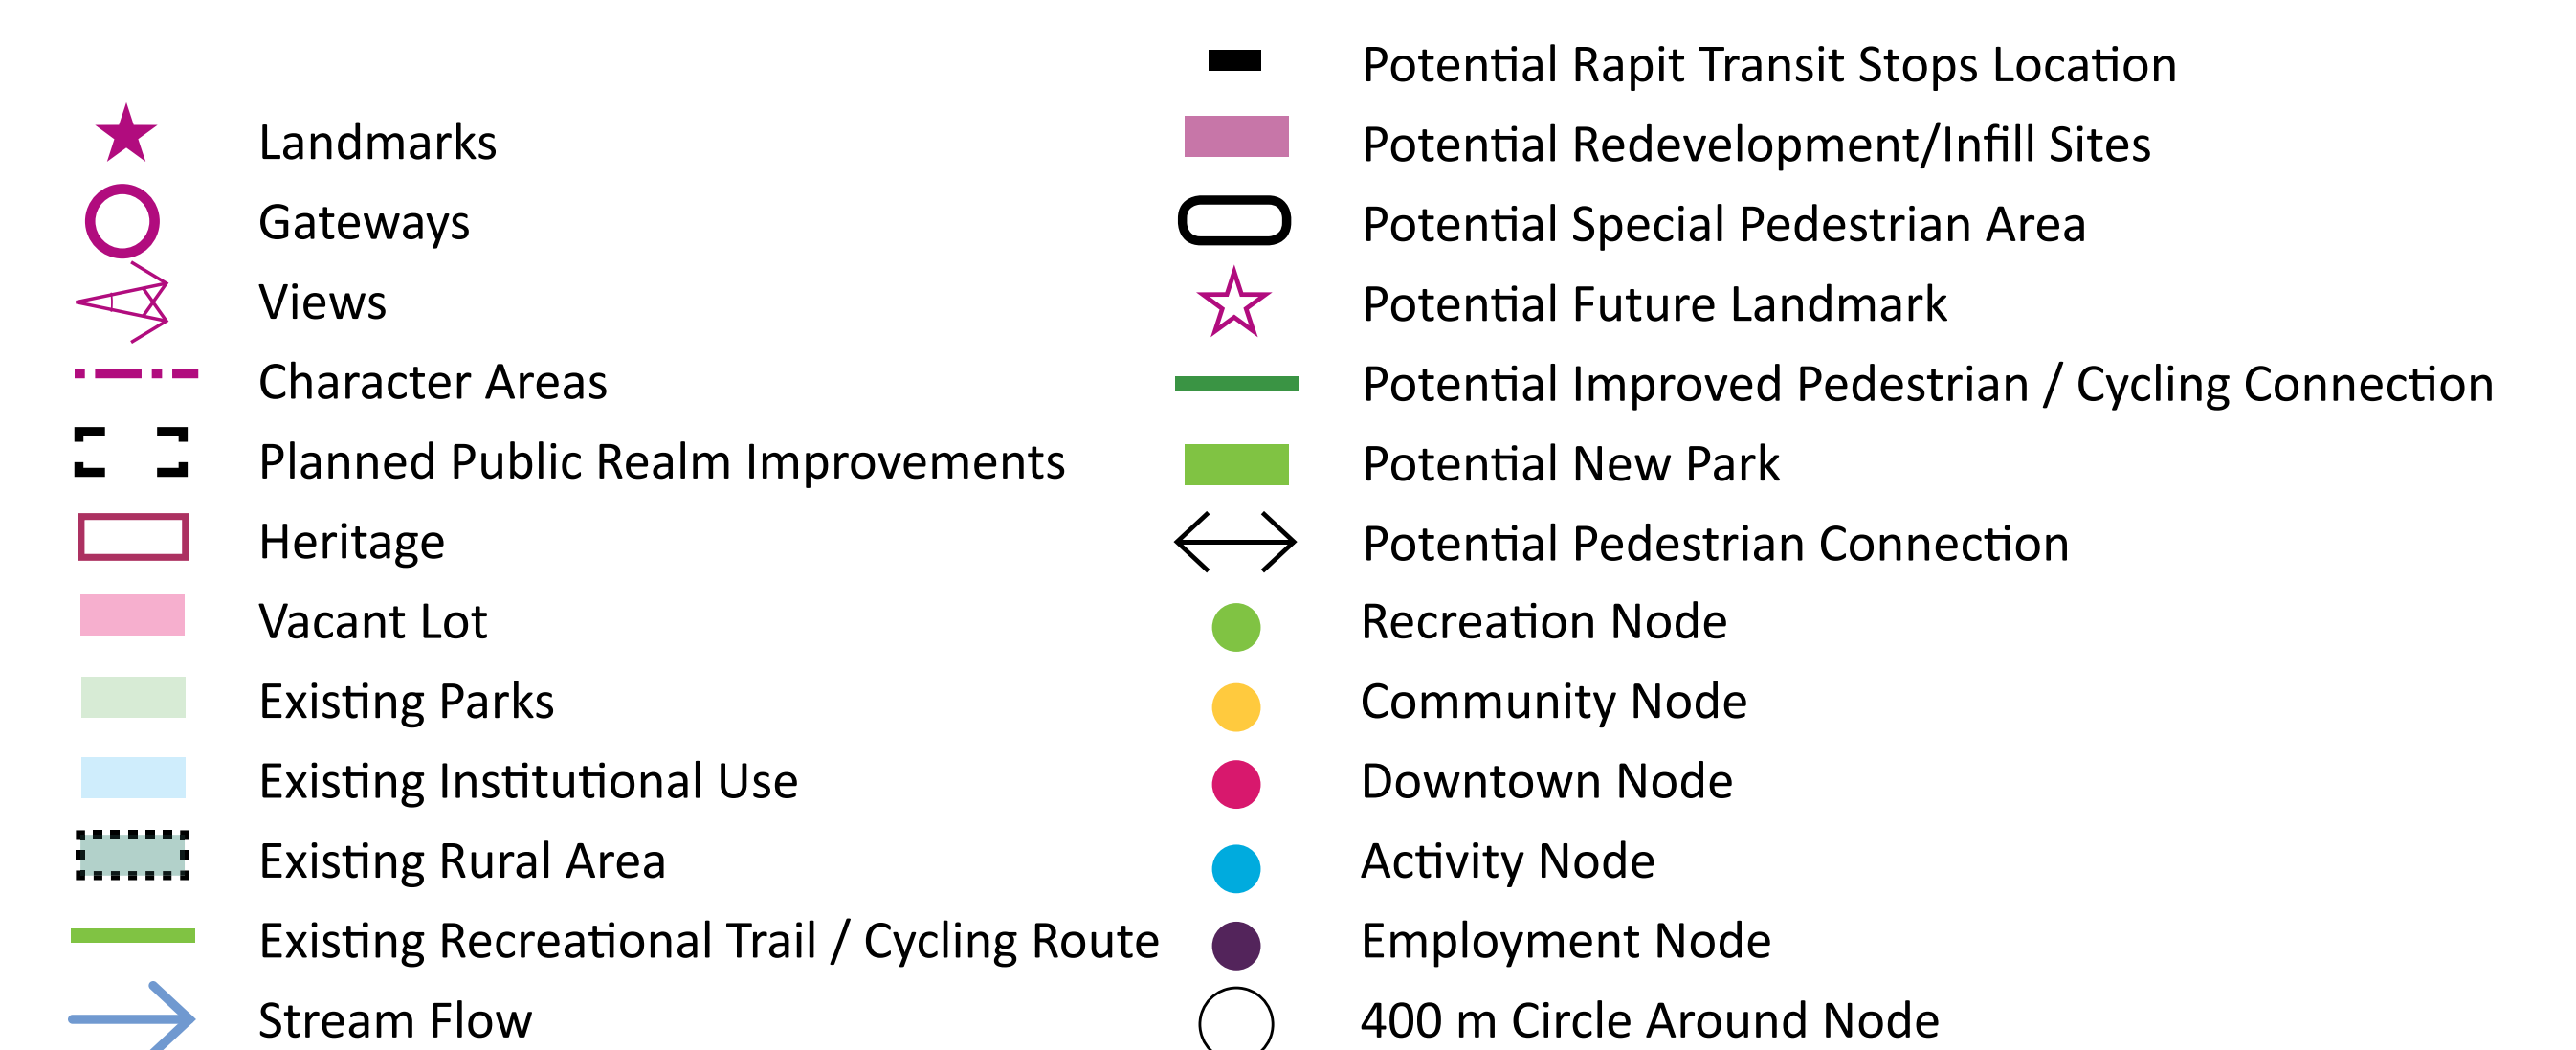 Landmarks
Gateways
Views
Character Areas
Planned Public Realm Improvements
Heritage
Vacant Lot
Existing Parks
Existing Institutional Use
Existing Rural Area
Existing Recreational Trail / Cycling Route
Stream Flow
Potential Rapit Transit Stops Location
Potential Redevelopment/Infill Sites
Potential Special Pedestrian Area
Potential Future Landmark
Potential Improved Pedestrian / Cycling Connection
Potential New Park
Potential Pedestrian Connection
Recreation Node
Community Node
Downtown Node
Activity Node
Employment Node
400 m Circle Around Node